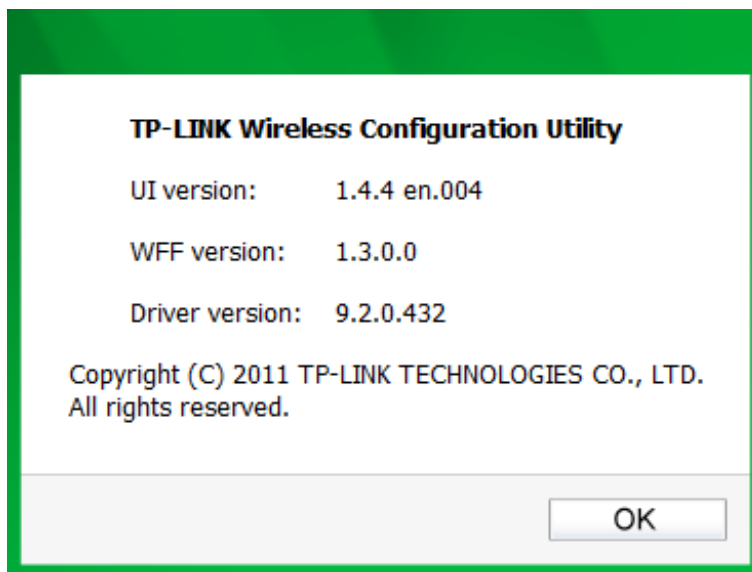 TP-LINK Wireless Configuration Utility
UI version: 1.4.4 en.004
WFF version: 1.3.0.0
Driver version: 9.2.0.432
Copyright (C) 2011 TP-LINK TECHNOLOGIES CO., LTD.
All rights reserved.
OK